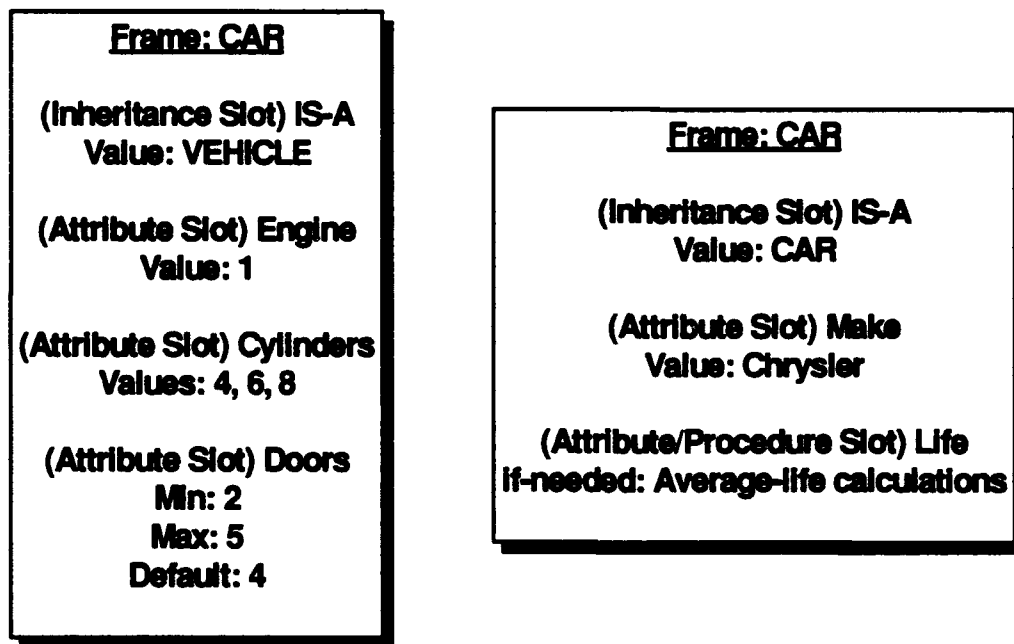 Frame: CAR
(Inheritance Slot) IS-A
Value: VEHICLE
(Attribute Slot) Engine
Value: 1
(Attribute Slot) Cylinders
Values: 4, 6, 8
(Attribute Slot) Doors
Min: 2
Max: 5
Default: 4
Frame: CAR
(Inheritance Slot) IS-A
Value: CAR
(Attribute Slot) Make
Value: Chrysler
(Attribute/Procedure Slot) Life
if-needed: Average-life calculations